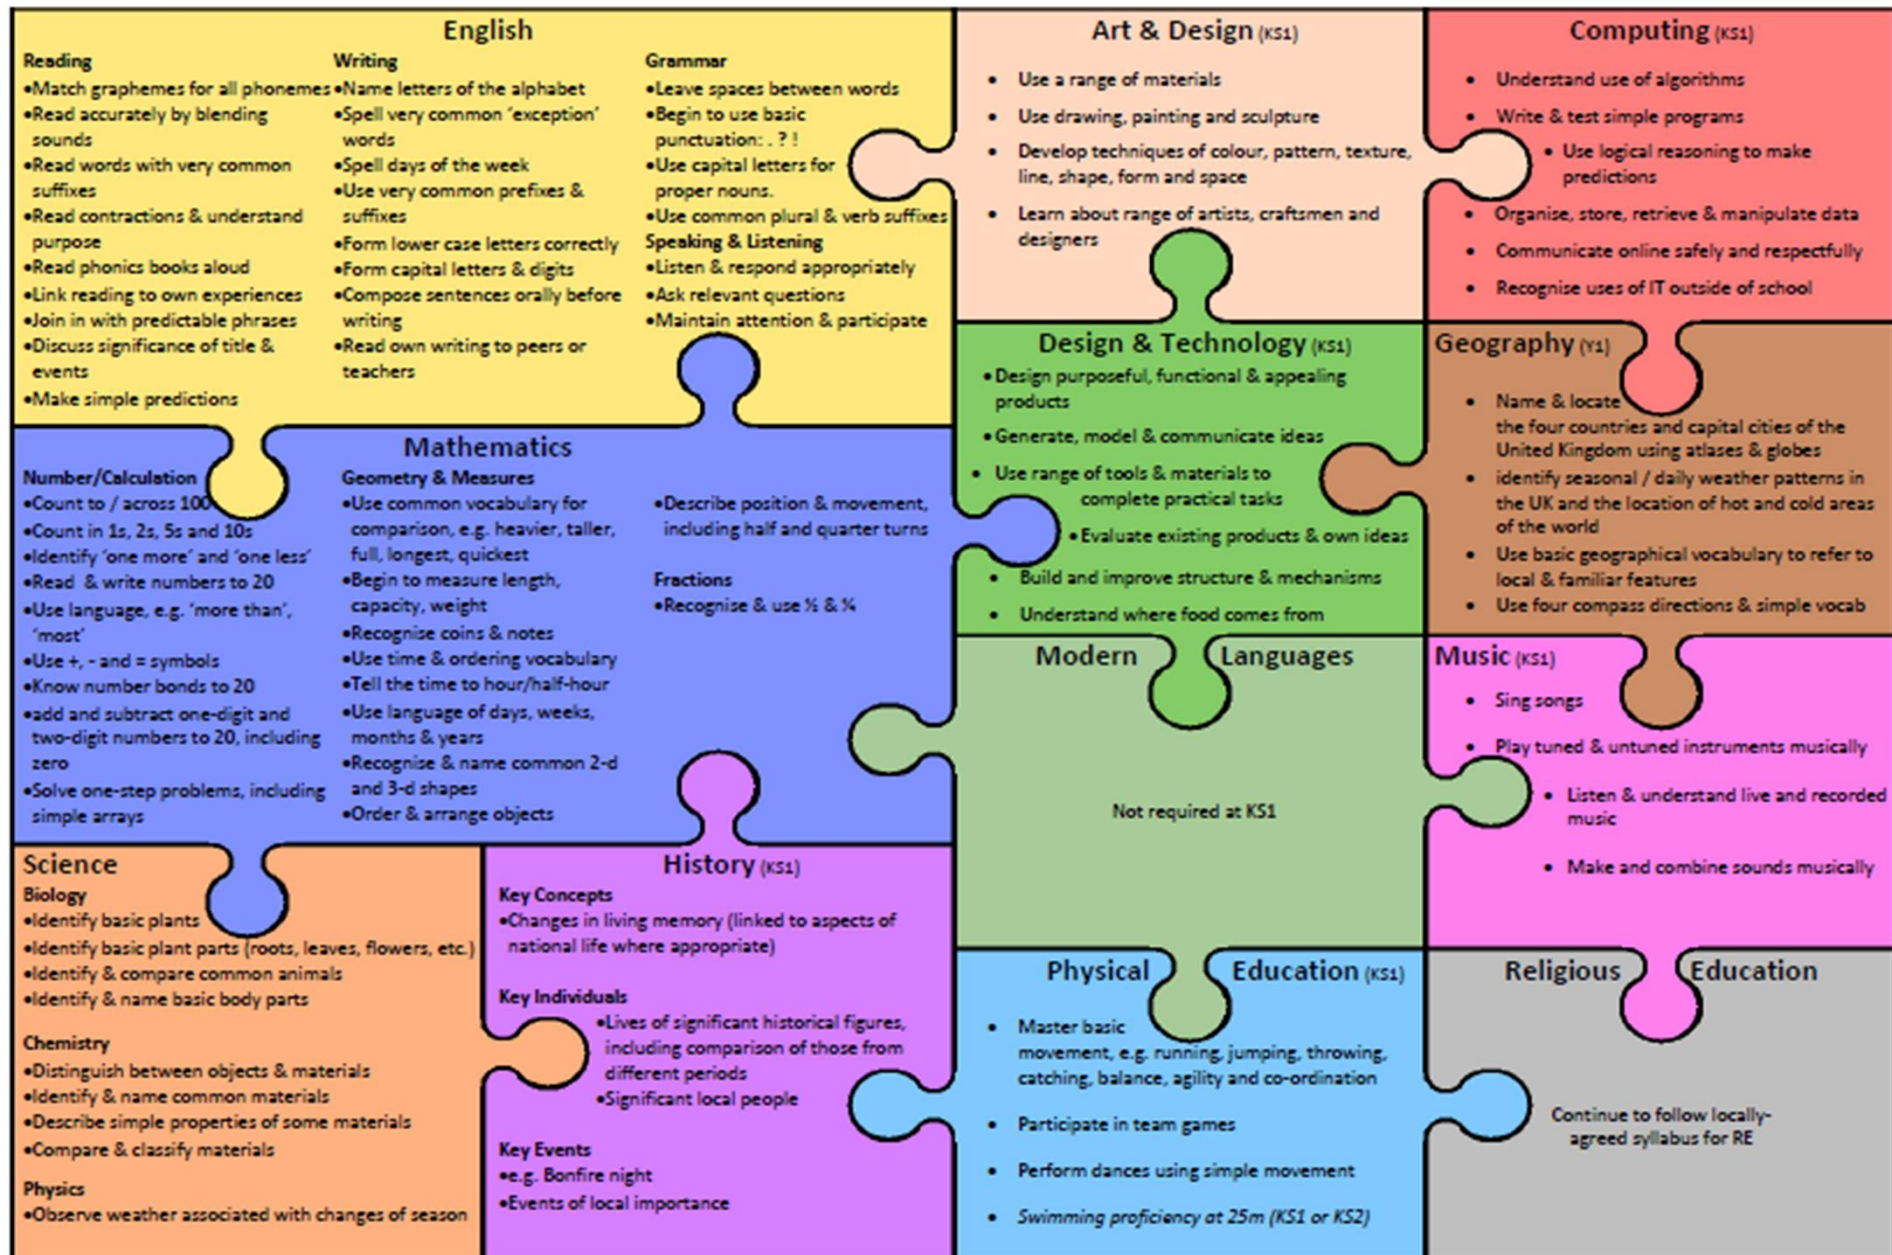 English
Reading
•Match graphemes for all phonemes
•Read accurately by blending
sounds
•Read words with very common
suffixes
•Read contractions & understand
purpose
•Read phonics books aloud
•Link reading to own experiences
•Join in with predictable phrases
•Discuss significance of title &
events
•Make simple predictions
Writing
•Name letters of the alphabet
•Spell very common ‘exception’
words
•Spell days of the week
•Use very common prefixes &
suffixes
•Form lower case letters correctly
•Form capital letters & digits
•Compose sentences orally before
writing
•Read own writing to peers or
teachers
Grammar
•Leave spaces between words
•Begin to use basic
punctuation: . ? !
•Use capital letters for
proper nouns.
•Use common plural & verb suffixes
Speaking & Listening
•Listen & respond appropriately
•Ask relevant questions
•Maintain attention & participate
Art & Design (KS1)
• Use a range of materials
• Use drawing, painting and sculpture
• Develop techniques of colour, pattern, texture,
line, shape, form and space
• Learn about range of artists, craftsmen and
designers
Computing (KS1)
• Understand use of algorithms
• Write & test simple programs
• Use logical reasoning to make
predictions
• Organise, store, retrieve & manipulate data
• Communicate online safely and respectfully
• Recognise uses of IT outside of school
Mathematics
Number/Calculation
•Count to / across 100
•Count in 1s, 2s, 5s and 10s
•Identify ‘one more’ and ‘one less’
•Read & write numbers to 20
•Use language, e.g. ‘more than’,
‘most’
•Use +, - and = symbols
•Know number bonds to 20
•add and subtract one-digit and
two-digit numbers to 20, including
zero
•Solve one-step problems, including
simple arrays
Geometry & Measures
•Use common vocabulary for
comparison, e.g. heavier, taller,
full, longest, quickest
•Begin to measure length,
capacity, weight
•Recognise coins & notes
•Use time & ordering vocabulary
•Tell the time to hour/half-hour
•Use language of days, weeks,
months & years
•Recognise & name common 2-d
and 3-d shapes
•Order & arrange objects
•Describe position & movement,
including half and quarter turns
Fractions
•Recognise & use ½ & ¼
Design & Technology (KS1)
•Design purposeful, functional & appealing
products
•Generate, model & communicate ideas
• Use range of tools & materials to
complete practical tasks
•Evaluate existing products & own ideas
• Build and improve structure & mechanisms
• Understand where food comes from
Geography (Y1)
• Name & locate
the four countries and capital cities of the
United Kingdom using atlases & globes
• identify seasonal / daily weather patterns in
the UK and the location of hot and cold areas
of the world
• Use basic geographical vocabulary to refer to
local & familiar features
• Use four compass directions & simple vocab
Modern Languages
Not required at KS1
Music (KS1)
• Sing songs
• Play tuned & untuned instruments musically
• Listen & understand live and recorded
music
• Make and combine sounds musically
Science
Biology
•Identify basic plants
•Identify basic plant parts (roots, leaves, flowers, etc.)
•Identify & compare common animals
•Identify & name basic body parts
Chemistry
•Distinguish between objects & materials
•Identify & name common materials
•Describe simple properties of some materials
•Compare & classify materials
Physics
•Observe weather associated with changes of season
History (KS1)
Key Concepts
•Changes in living memory (linked to aspects of
national life where appropriate)
Key Individuals
•Lives of significant historical figures,
including comparison of those from
different periods
•Significant local people
Key Events
•e.g. Bonfire night
•Events of local importance
Physical Education (KS1)
• Master basic
movement, e.g. running, jumping, throwing,
catching, balance, agility and co-ordination
• Participate in team games
• Perform dances using simple movement
• Swimming proficiency at 25m (KS1 or KS2)
Religious Education
Continue to follow locally-
agreed syllabus for RE